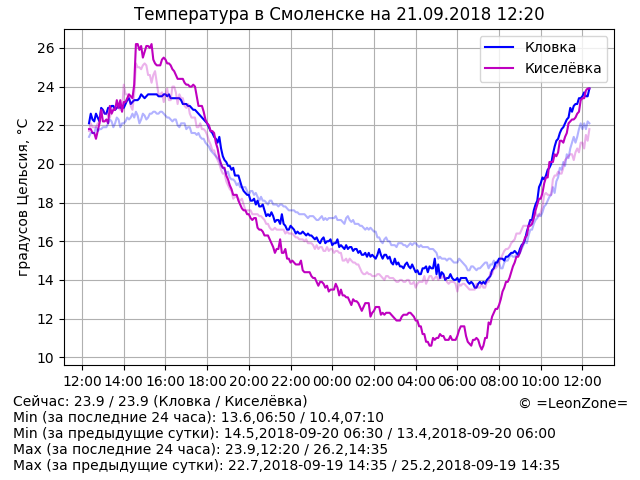 Температура в Смоленске на 21.09.2018 12:20
Кловка
Киселёвка
градусов Цельсия, °C
26
24
22
20
18
16
14
12
10
12:00 14:00 16:00 18:00 20:00 22:00 00:00 02:00 04:00 06:00 08:00 10:00 12:00
Сейчас: 23.9 / 23.9 (Кловка / Киселёвка)
© =LeonZone=
Min (за последние 24 часа): 13.6,06:50 / 10.4,07:10
Min (за предыдущие сутки): 14.5,2018-09-20 06:30 / 13.4,2018-09-20 06:00
Max (за последние 24 часа): 23.9,12:20 / 26.2,14:35
Max (за предыдущие сутки): 22.7,2018-09-19 14:35 / 25.2,2018-09-19 14:35